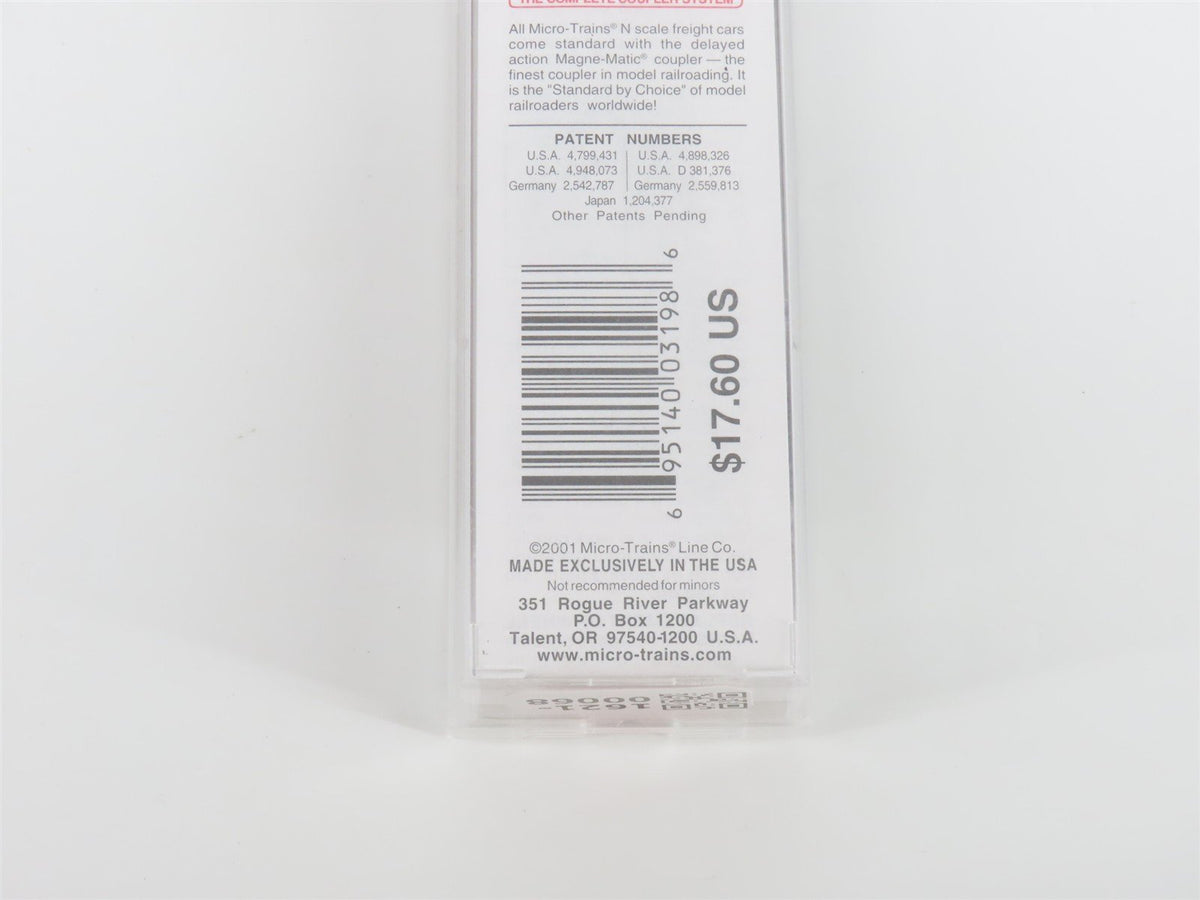 THE COMPLETE COUPLER SYSTEM
All Micro-Trains® N scale freight cars
come standard with the delayed
action Magne-Matic® coupler — the
finest coupler in model railroading. It
is the "Standard by Choice" of model
railroaders worldwide!
PATENT NUMBERS
U.S.A. 4,799,431 U.S.A. 4,898,326
U.S.A. 4,948,073 U.S.A. D 381,376
Germany 2,542,787 Germany 2,559,813
Japan 1,204,377
Other Patents Pending
6 95140 03198 6
$17.60 US
©2001 Micro-Trains® Line Co.
MADE EXCLUSIVELY IN THE USA
Not recommended for minors
351 Rogue River Parkway
P.O. Box 1200
Talent, OR 97540-1200 U.S.A.
www.micro-trains.com